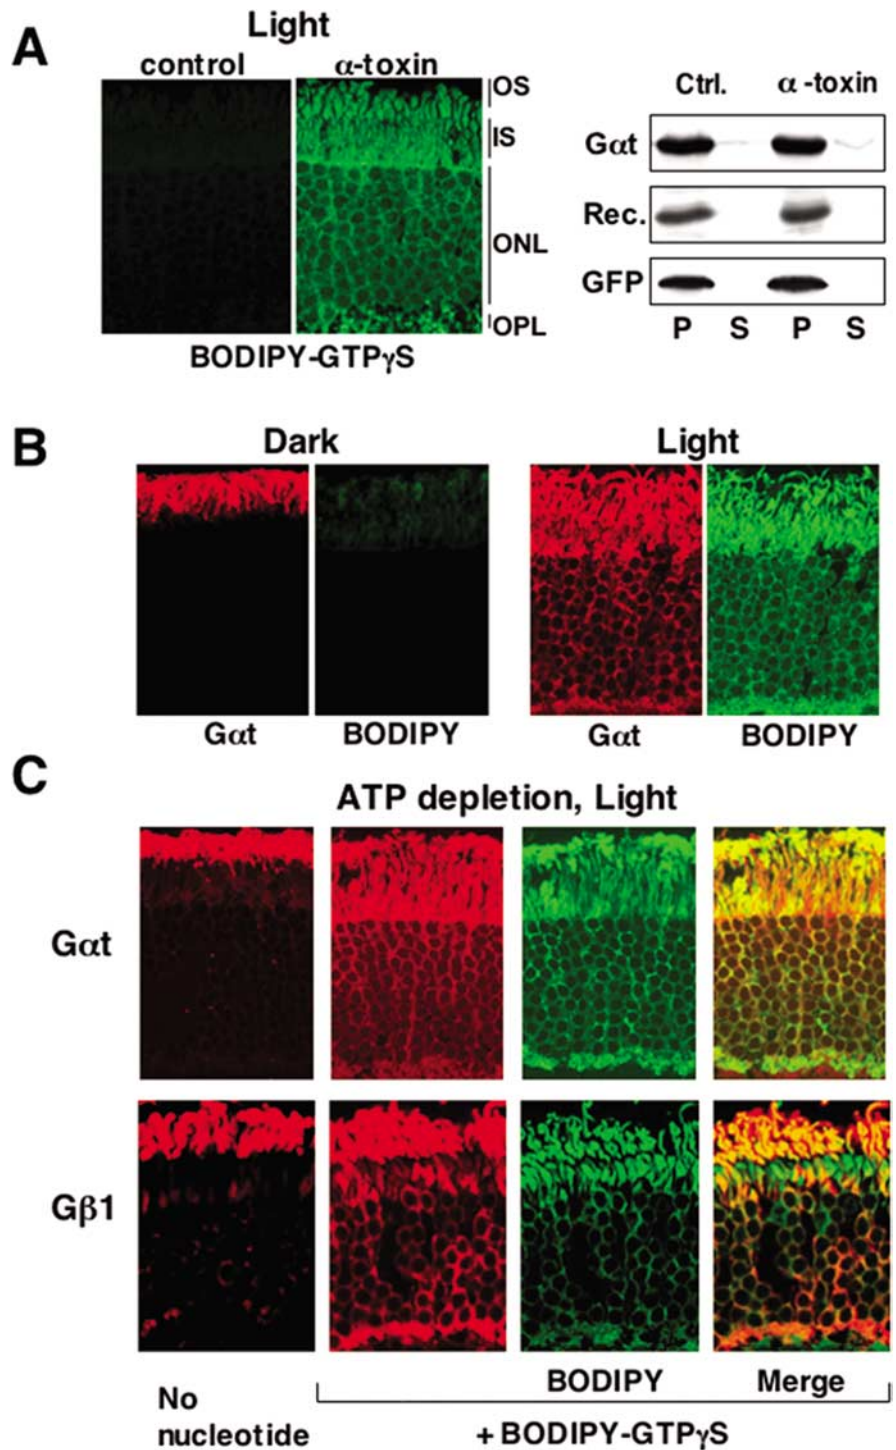 A
Light
control α-toxin
OS
IS
ONL
OPL
BODIPY-GTPγS
Ctrl. α-toxin
Gαt
Rec.
GFP
P S P S
B
Dark Light
Gαt BODIPY Gαt BODIPY
C
ATP depletion, Light
Gαt
Gβ1
BODIPY Merge
No
nucleotide
+ BODIPY-GTPγS